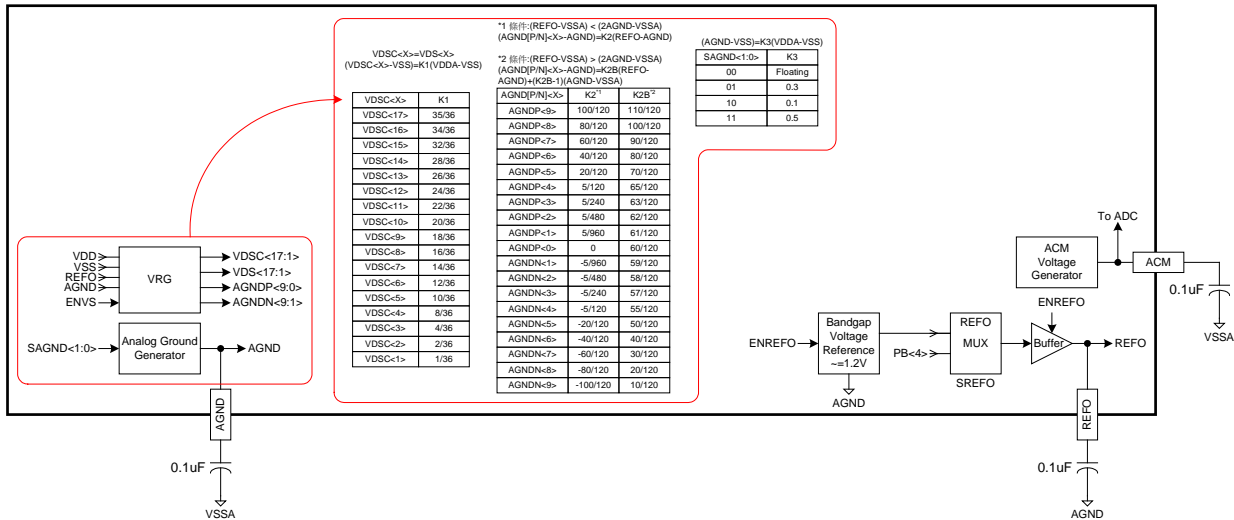 *1 條件:(REFO-VSSA) < (2AGND-VSSA)
(AGND[P/N]<X>-AGND)=K2(REFO-AGND)
*2 條件:(REFO-VSSA) > (2AGND-VSSA)
(AGND[P/N]<X>-AGND)=K2B(REFO-
AGND)+(K2B-1)(AGND-VSSA)
VDSC<X>=VDS<X>
(VDSC<X>-VSS)=K1(VDDA-VSS)
VDSC<X> K1
VDSC<17> 35/36
VDSC<16> 34/36
VDSC<15> 32/36
VDSC<14> 28/36
VDSC<13> 26/36
VDSC<12> 24/36
VDSC<11> 22/36
VDSC<10> 20/36
VDSC<9> 18/36
VDSC<8> 16/36
VDSC<7> 14/36
VDSC<6> 12/36
VDSC<5> 10/36
VDSC<4> 8/36
VDSC<3> 4/36
VDSC<2> 2/36
VDSC<1> 1/36
AGND[P/N]<X> K2*1 K2B*2
AGNDP<9> 100/120 110/120
AGNDP<8> 80/120 100/120
AGNDP<7> 60/120 90/120
AGNDP<6> 40/120 80/120
AGNDP<5> 20/120 70/120
AGNDP<4> 5/120 65/120
AGNDP<3> 5/240 63/120
AGNDP<2> 5/480 62/120
AGNDP<1> 5/960 61/120
AGNDP<0> 0 60/120
AGNDN<1> -5/960 59/120
AGNDN<2> -5/480 58/120
AGNDN<3> -5/240 57/120
AGNDN<4> -5/120 55/120
AGNDN<5> -20/120 50/120
AGNDN<6> -40/120 40/120
AGNDN<7> -60/120 30/120
AGNDN<8> -80/120 20/120
AGNDN<9> -100/120 10/120
(AGND-VSS)=K3(VDDA-VSS)
SAGND<1:0> K3
00 Floating
01 0.3
10 0.1
11 0.5
VDD
VSS
REFO
AGND
ENVS
VRG
VDSC<17:1>
VDS<17:1>
AGNDP<9:0>
AGNDN<9:1>
SAGND<1:0>
Analog Ground
Generator
AGND
AGND
0.1uF
VSSA
To ADC
ACM
Voltage
Generator
ACM
0.1uF
VSSA
ENREFO
ENREFO
Bandgap
Voltage
Reference
~=1.2V
AGND
PB<4>
REFO
MUX
SREFO
Buffer
REFO
REFO
0.1uF
AGND